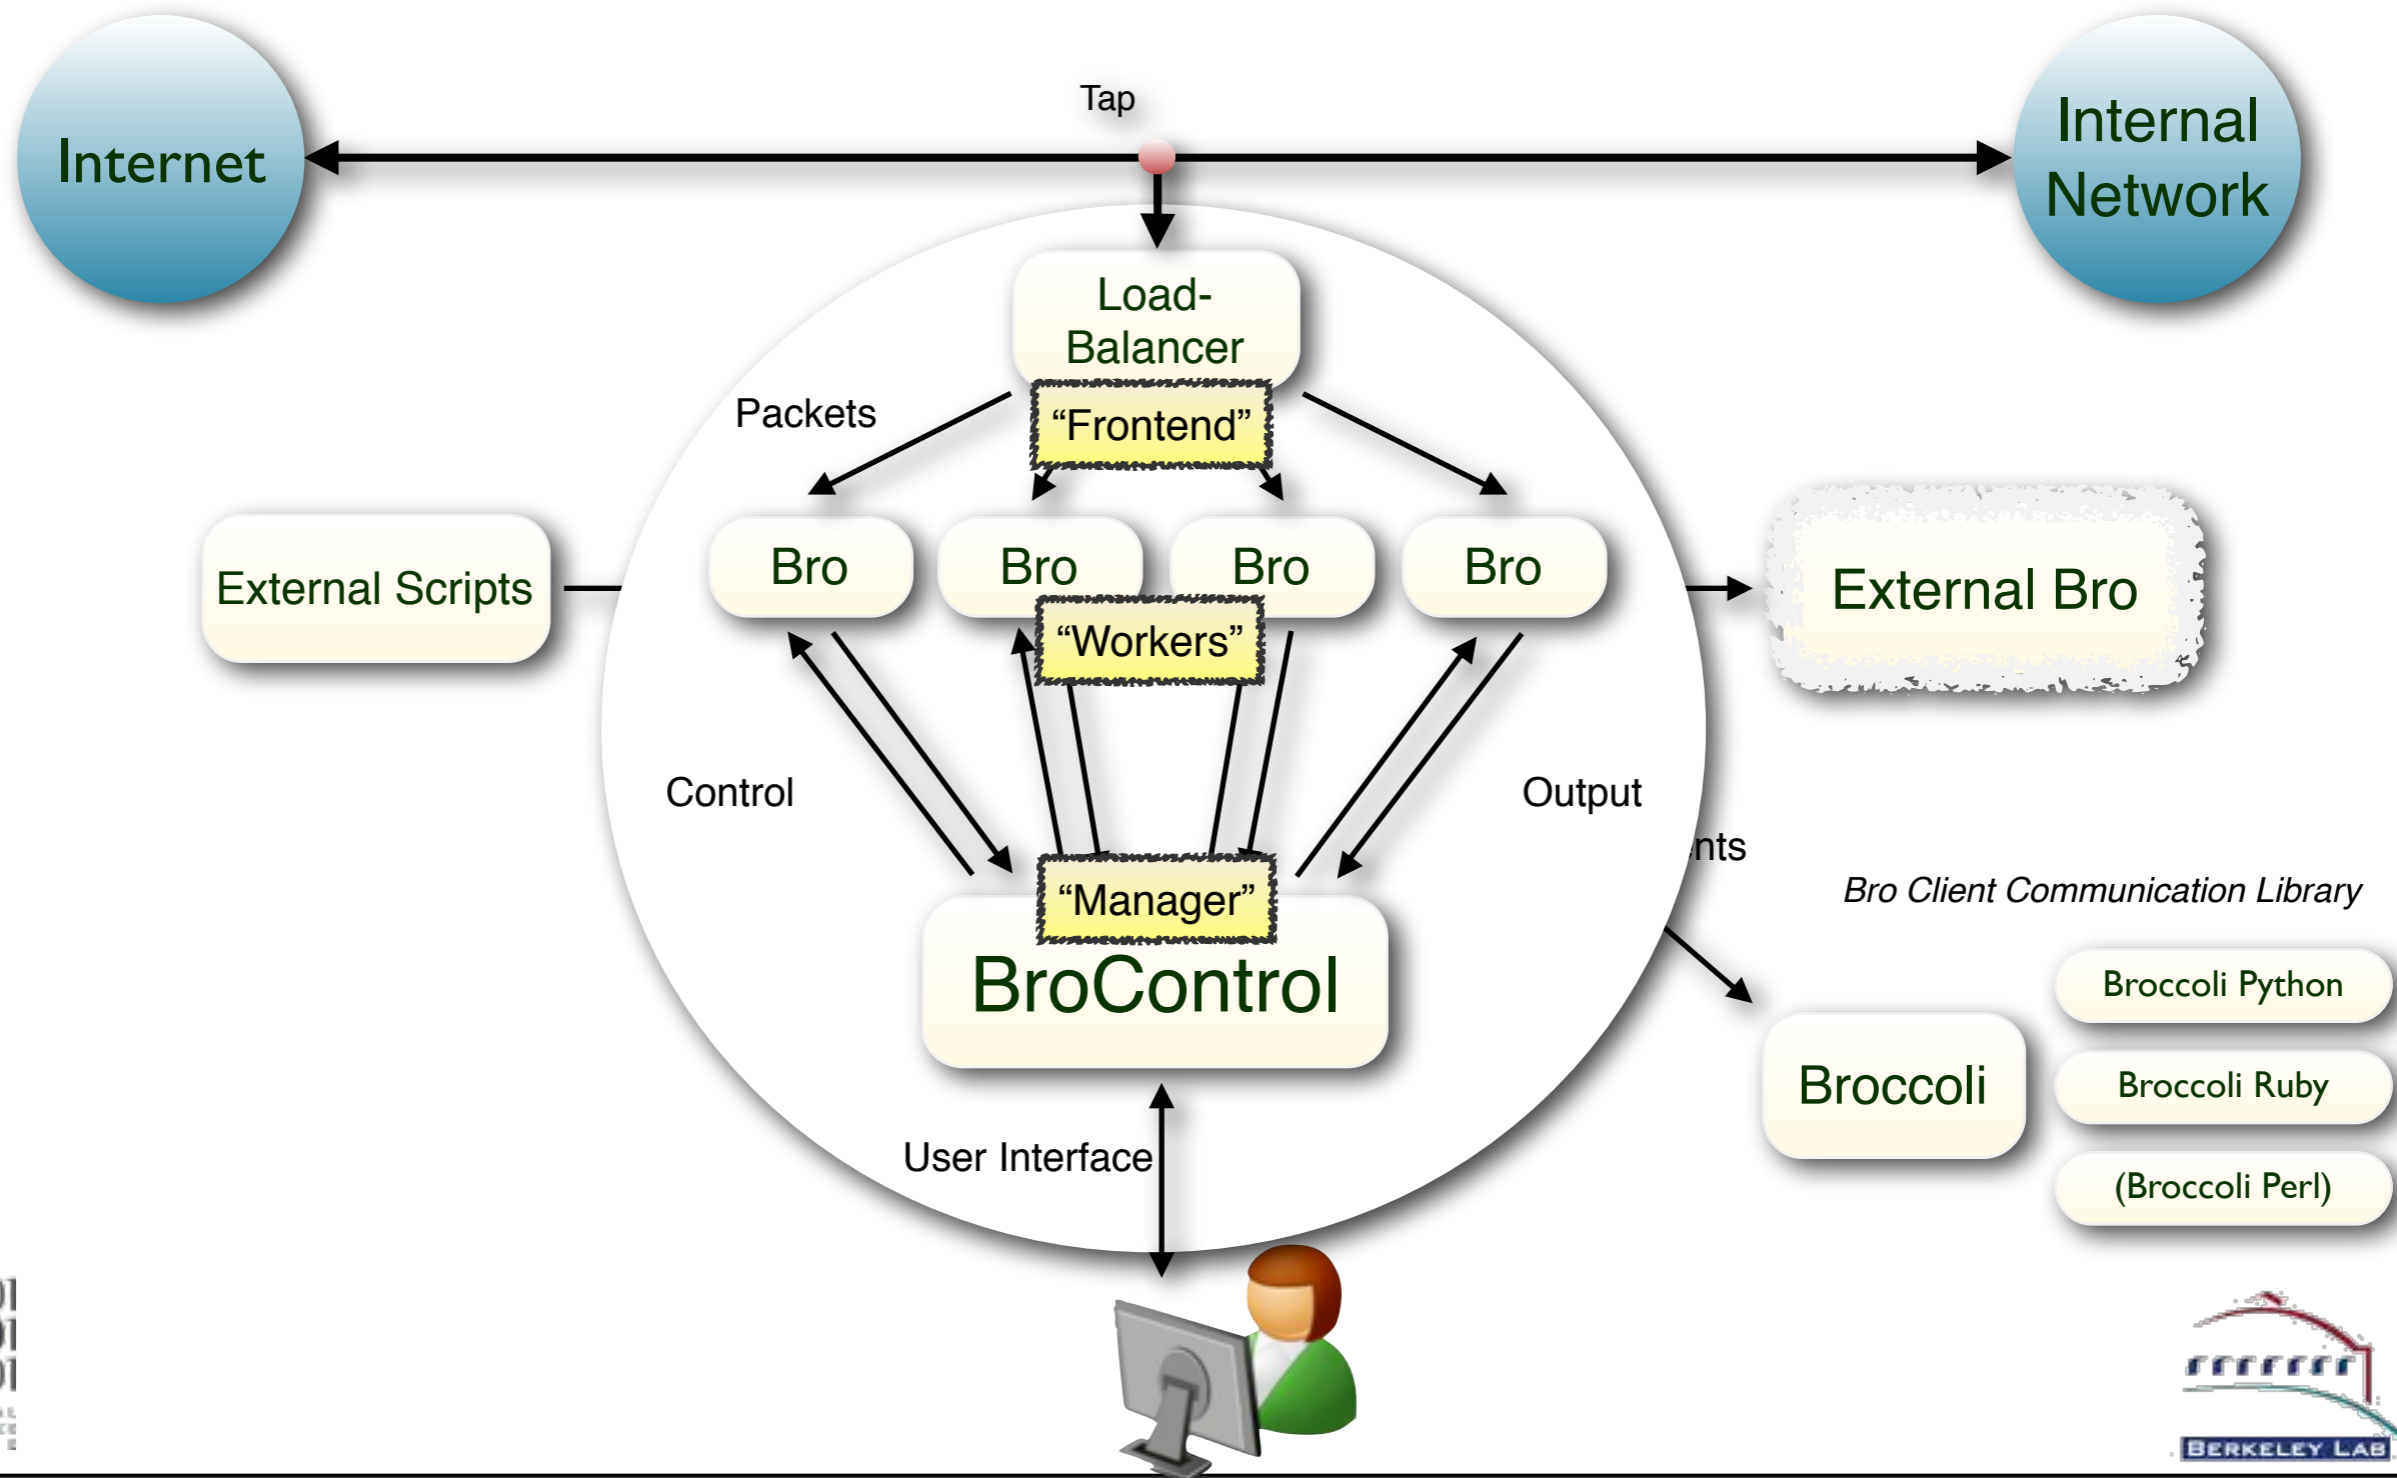 Tap
Internet
Internal
Network
Load-
Balancer
Packets
“Frontend”
External Scripts
Bro
Bro
Bro
Bro
External Bro
“Workers”
Control
Output
nts
Bro Client Communication Library
“Manager”
BroControl
Broccoli Python
Broccoli
Broccoli Ruby
User Interface
(Broccoli Perl)
BERKELEY LAB